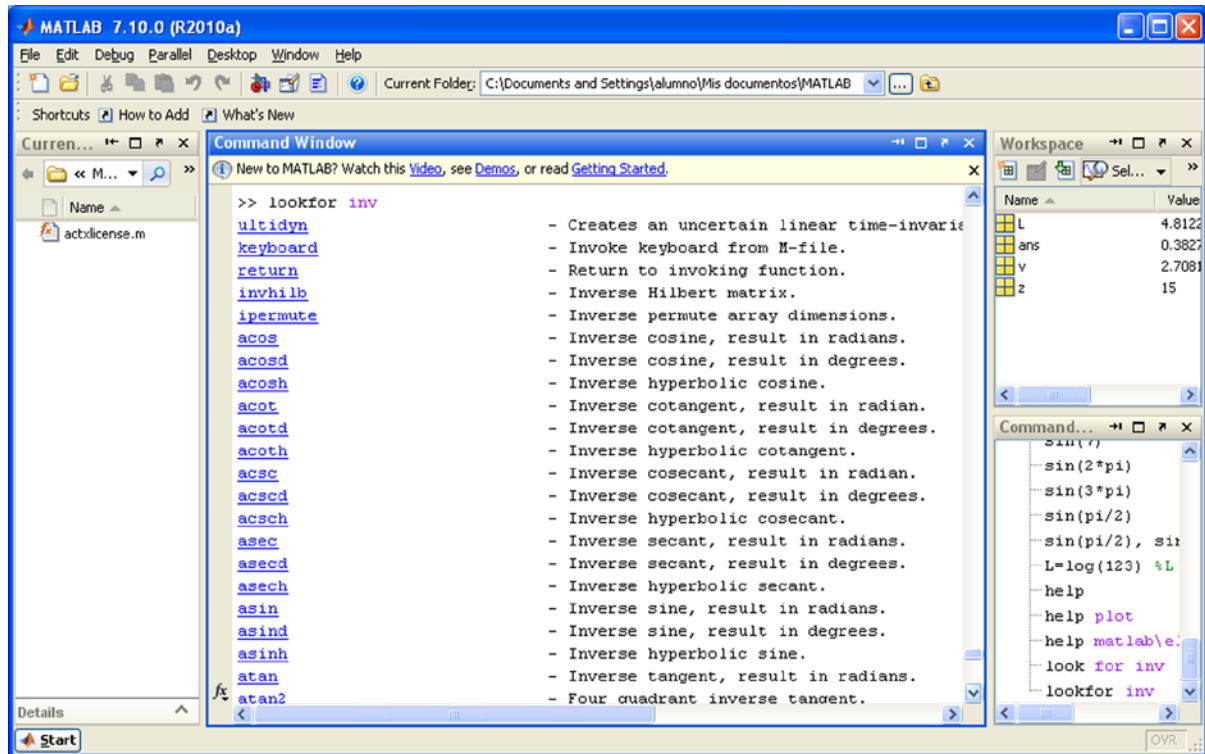 MATLAB 7.10.0 (R2010a)
File Edit Debug Parallel Desktop Window Help
Current Folder: C:\Documents and Settings\alumno\Mis documentos\MATLAB
Shortcuts How to Add What's New
Curren...
« M...
Name
actxlicense.m
Details
Command Window
New to MATLAB? Watch this Video, see Demos, or read Getting Started.
>> lookfor inv
ultidyn - Creates an uncertain linear time-invaria
keyboard - Invoke keyboard from M-file.
return - Return to invoking function.
invhilb - Inverse Hilbert matrix.
ipermute - Inverse permute array dimensions.
acos - Inverse cosine, result in radians.
acosd - Inverse cosine, result in degrees.
acosh - Inverse hyperbolic cosine.
acot - Inverse cotangent, result in radian.
acotd - Inverse cotangent, result in degrees.
acoth - Inverse hyperbolic cotangent.
acsc - Inverse cosecant, result in radian.
acscd - Inverse cosecant, result in degrees.
acsch - Inverse hyperbolic cosecant.
asec - Inverse secant, result in radians.
asecd - Inverse secant, result in degrees.
asech - Inverse hyperbolic secant.
asin - Inverse sine, result in radians.
asind - Inverse sine, result in degrees.
asinh - Inverse hyperbolic sine.
atan - Inverse tangent, result in radians.
fx
atan2 - Four quadrant inverse tangent.
Workspace
Sel...
Name Value
L 4.8122
ans 0.3827
v 2.7081
z 15
Command...
sin(7)
sin(2*pi)
sin(3*pi)
sin(pi/2)
sin(pi/2), sin
L=log(123) %L
help
help plot
help matlab\e
look for inv
lookfor inv
Start
OVR